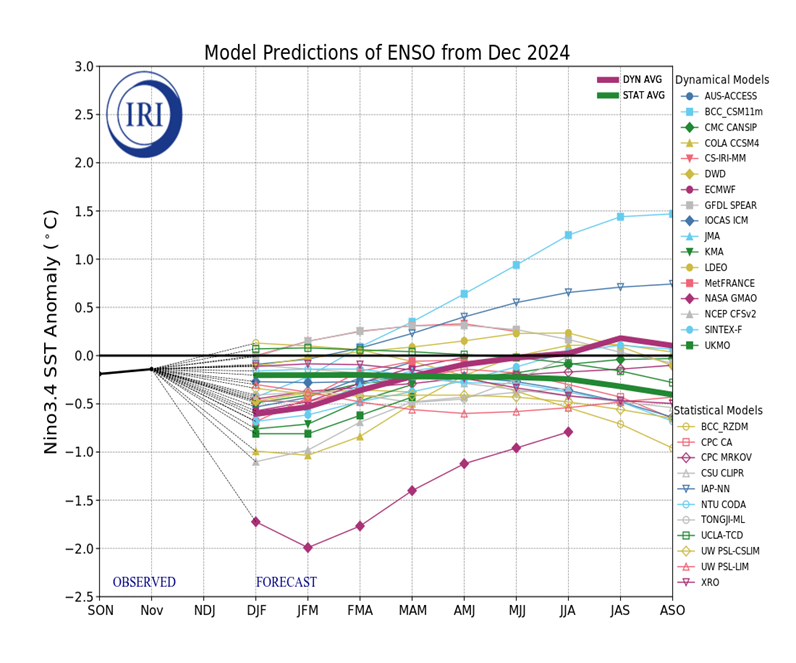 Model Predictions of ENSO from Dec 2024
Nino3.4 SST Anomaly (°C)
3.0
2.5
2.0
1.5
1.0
0.5
0.0
−0.5
−1.0
−1.5
−2.0
−2.5
IRI
DYN AVG
STAT AVG
OBSERVED
FORECAST
SON Nov NDJ DJF JFM FMA MAM AMJ MJJ JJA JAS ASO
Dynamical Models
AUS-ACCESS
BCC_CSM11m
CMC CANSIP
COLA CCSM4
CS-IRI-MM
DWD
ECMWF
GFDL SPEAR
IOCAS ICM
JMA
KMA
LDEO
MetFRANCE
NASA GMAO
NCEP CFSv2
SINTEX-F
UKMO
Statistical Models
BCC_RZDM
CPC CA
CPC MRKOV
CSU CLIPR
IAP-NN
NTU CODA
TONGJI-ML
UCLA-TCD
UW PSL-CSLIM
UW PSL-LIM
XRO